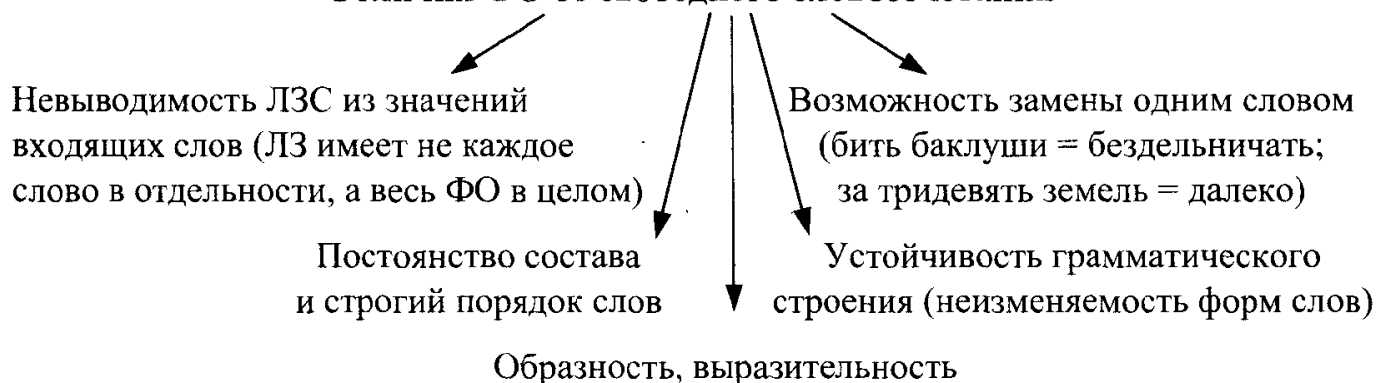 Невыводимость ЛЗС из значений
входящих слов (ЛЗ имеет не каждое
слово в отдельности, а весь ФО в целом)
Возможность замены одним словом
(бить баклуши = бездельничать;
за тридевять земель = далеко)
Постоянство состава
и строгий порядок слов
Устойчивость грамматического
строения (неизменяемость форм слов)
Образность, выразительность